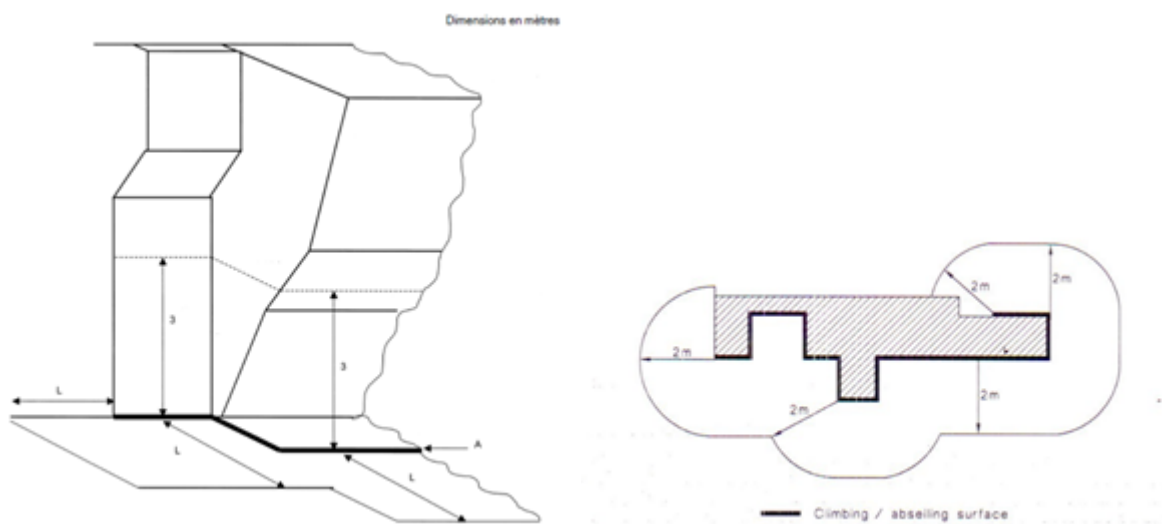 Dimensions en mètres
3
3
L
L
L
A
2m
2m
2m
2m
2m
Climbing / abseiling surface